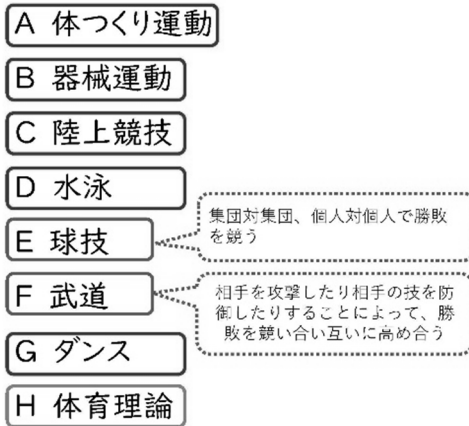 A 体つくり運動
B 器械運動
C 陸上競技
D 水泳
E 球技
集団対集団、個人対個人で勝敗
を競う
F 武道
相手を攻撃したり相手の技を防
御したりすることによって、勝
敗を競い合い互いに高め合う
G ダンス
H 体育理論